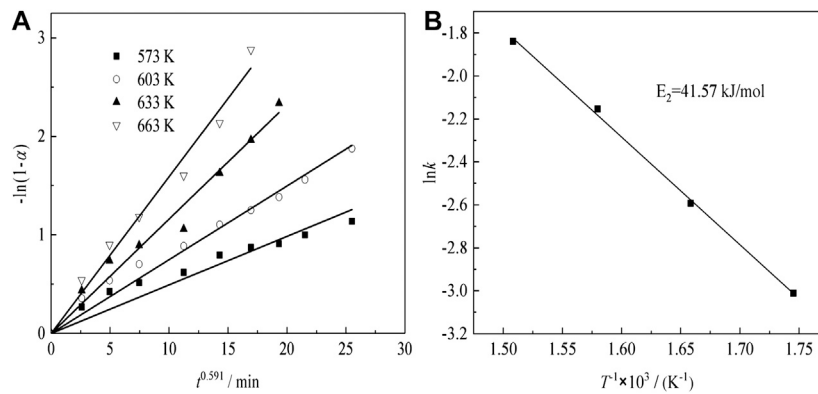 A
573 K
603 K
633 K
663 K
-ln(1-α)
3
2
1
0
0 5 10 15 20 25 30
t^0.591 / min
B
E₂=41.57 kJ/mol
lnk
-1.8
-2.0
-2.2
-2.4
-2.6
-2.8
-3.0
-3.2
1.50 1.55 1.60 1.65 1.70 1.75
T⁻¹×10³ / (K⁻¹)